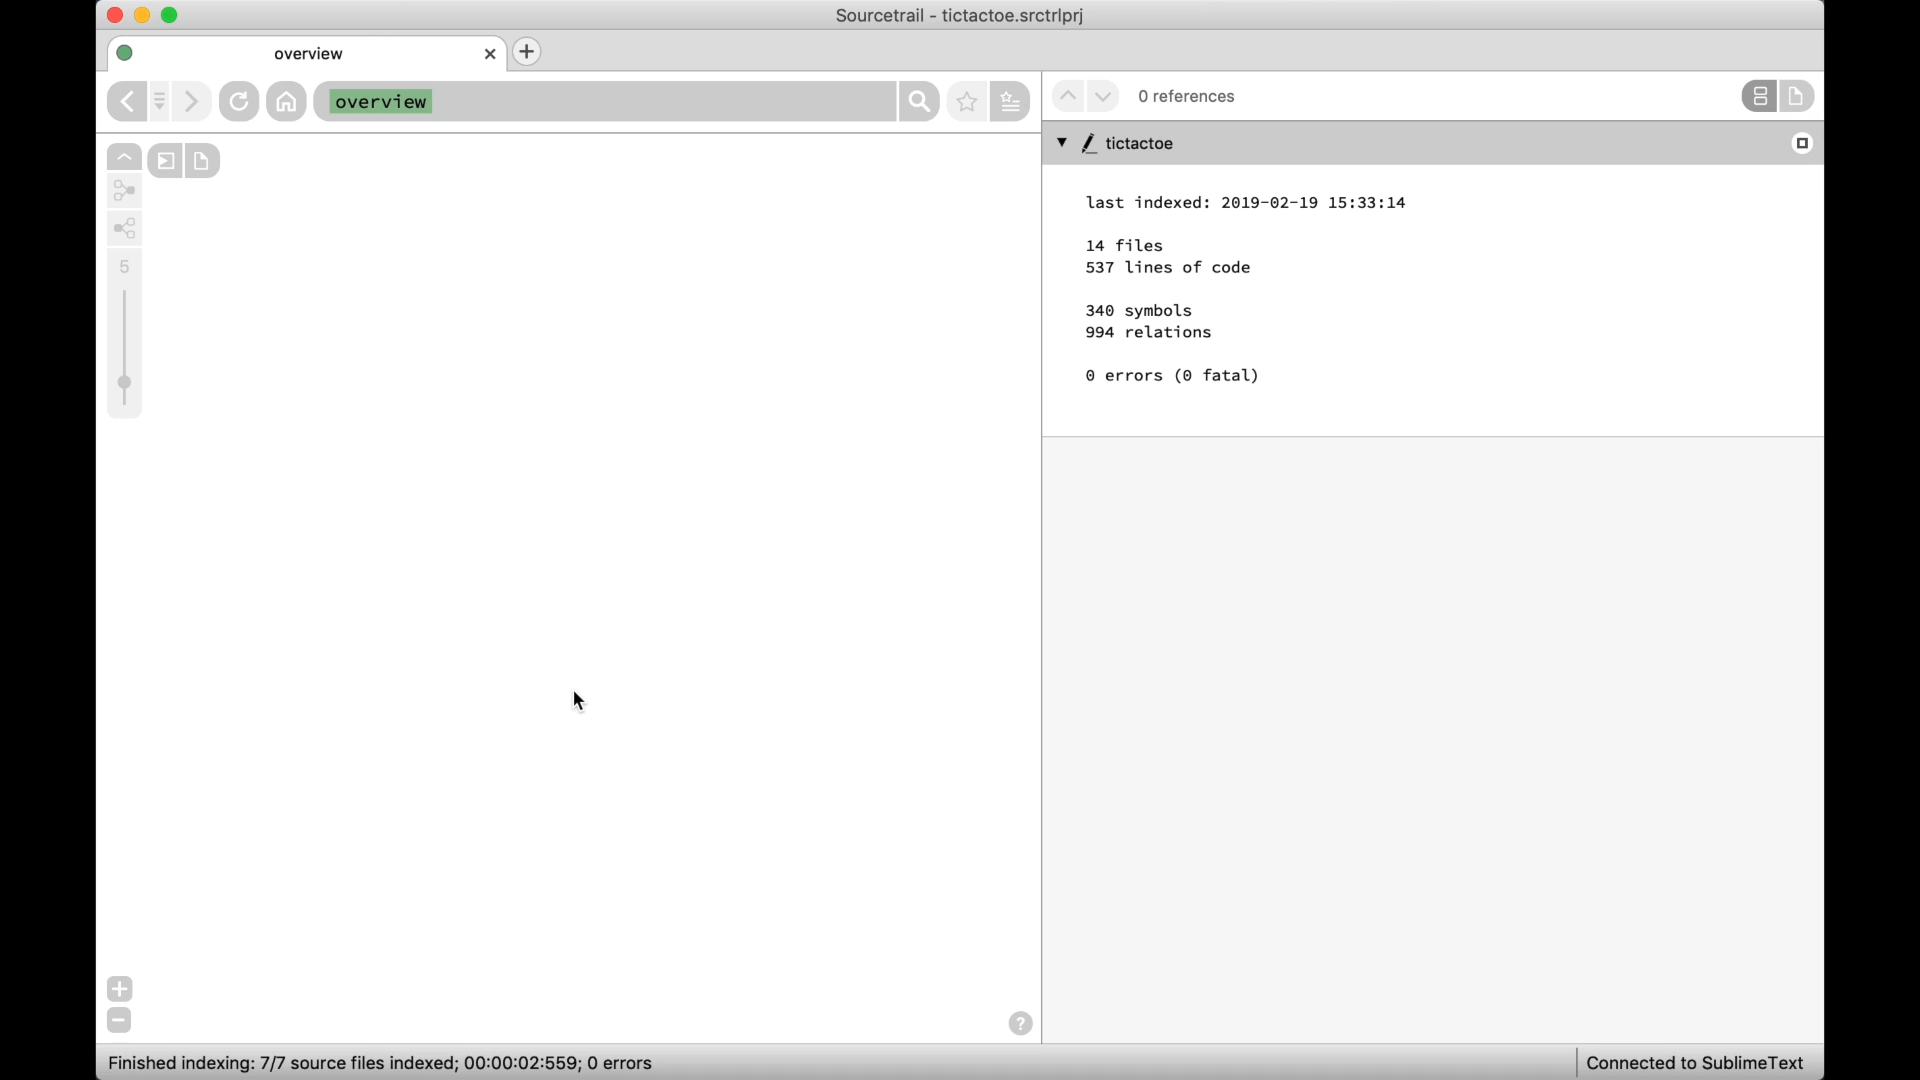 Sourcetrail - tictactoe.srctrlprj
overview
overview
0 references
tictactoe
last indexed: 2019-02-19 15:33:14
14 files
537 lines of code
340 symbols
994 relations
0 errors (0 fatal)
5
?
Finished indexing: 7/7 source files indexed; 00:00:02:559; 0 errors
Connected to SublimeText